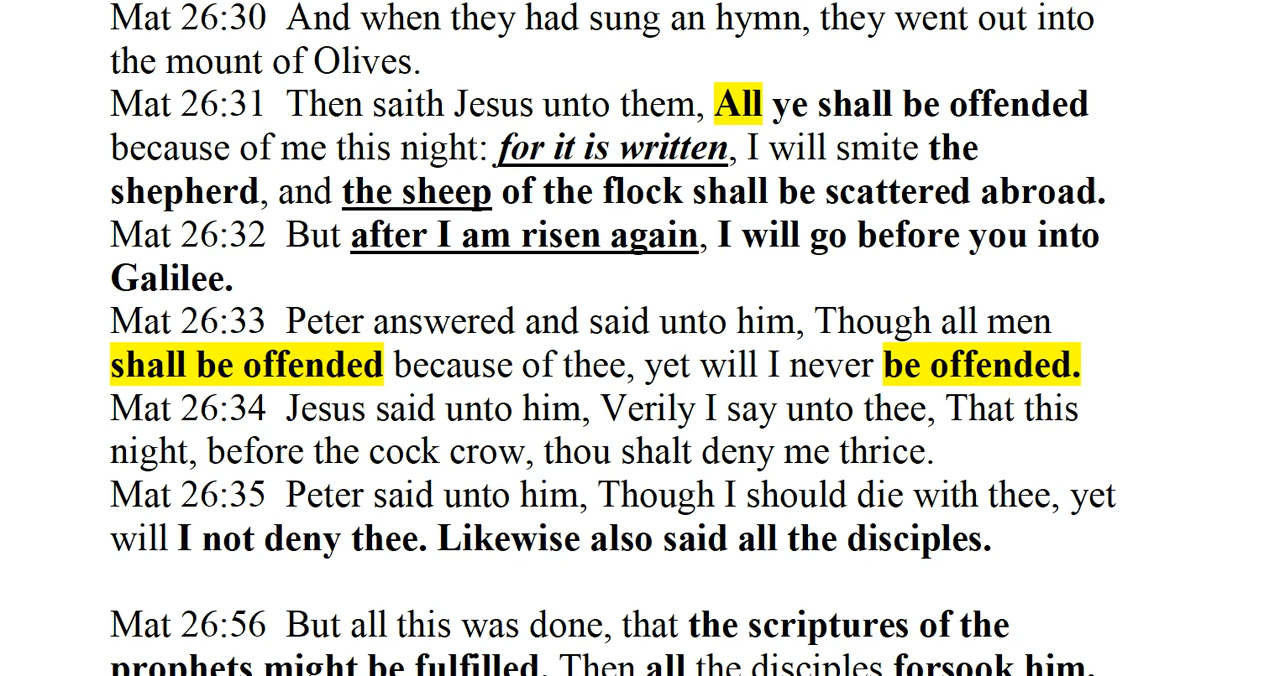 Mat 26:30  And when they had sung an hymn, they went out into
the mount of Olives.
Mat 26:31  Then saith Jesus unto them, All ye shall be offended
because of me this night: for it is written, I will smite the
shepherd, and the sheep of the flock shall be scattered abroad.
Mat 26:32  But after I am risen again, I will go before you into
Galilee.
Mat 26:33  Peter answered and said unto him, Though all men
shall be offended because of thee, yet will I never be offended.
Mat 26:34  Jesus said unto him, Verily I say unto thee, That this
night, before the cock crow, thou shalt deny me thrice.
Mat 26:35  Peter said unto him, Though I should die with thee, yet
will I not deny thee. Likewise also said all the disciples.
Mat 26:56  But all this was done, that the scriptures of the
prophets might be fulfilled. Then all the disciples forsook him,